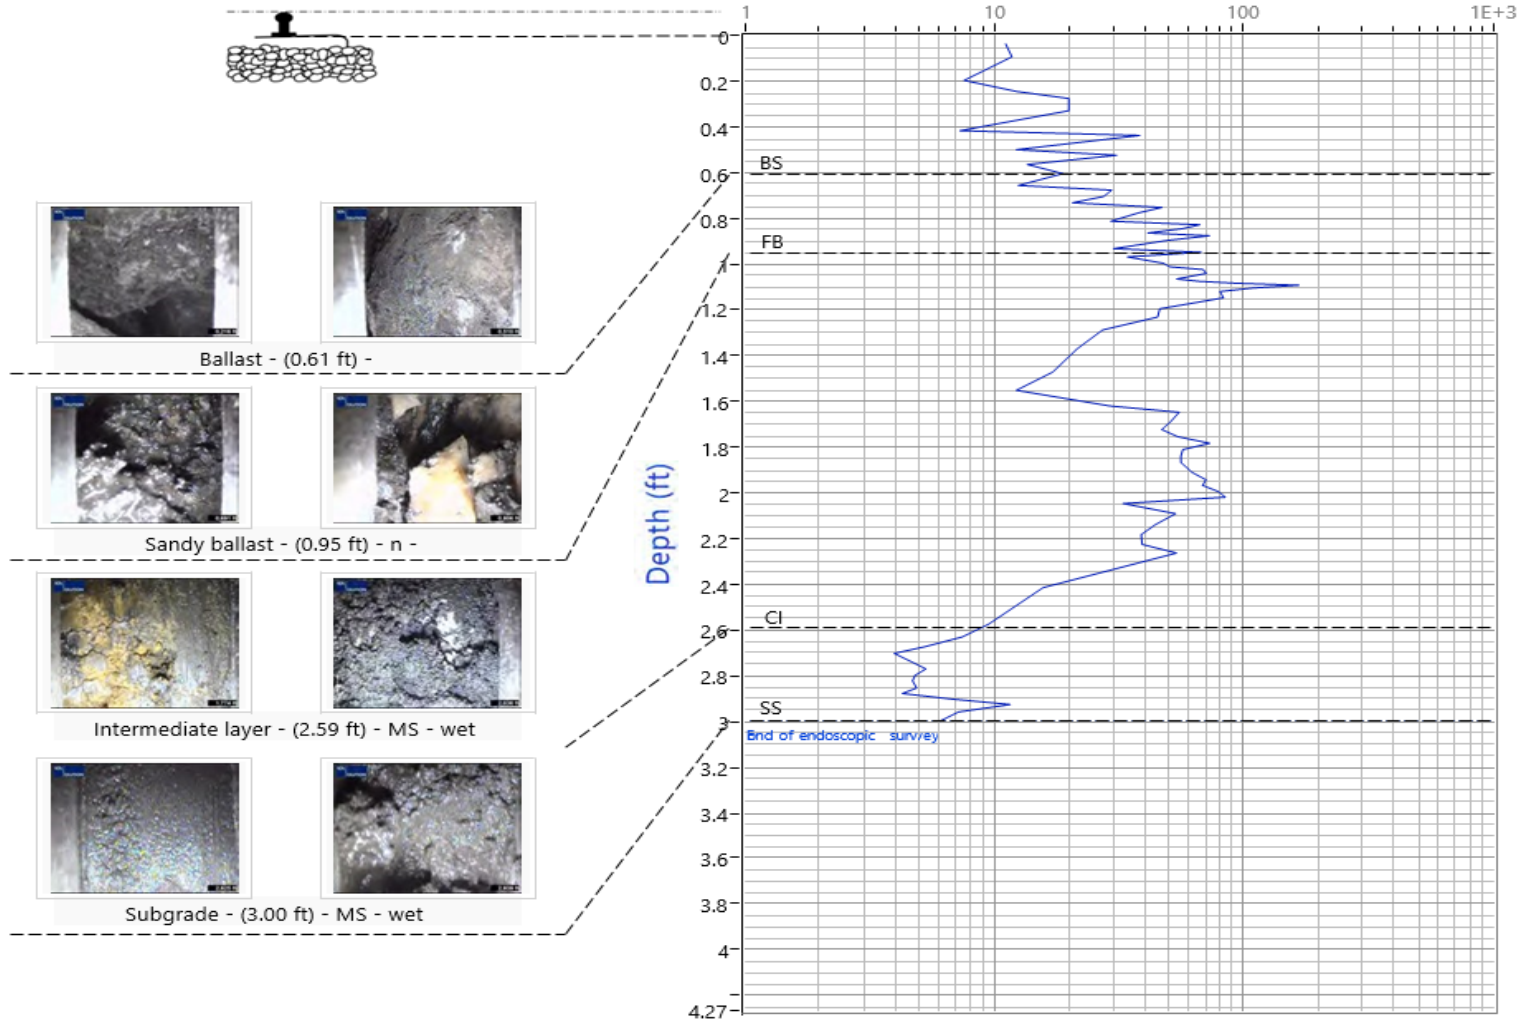 1 10 100 1E+3
0
0.2
0.4
BS
0.6
0.8
FB
1
1.2
1.4
1.6
1.8
2
2.2
2.4
CI
2.6
2.8
SS
3
End of endoscopic survvey
3.2
3.4
3.6
3.8
4
4.27
Depth (ft)
Ballast - (0.61 ft) -
Sandy ballast - (0.95 ft) - n -
Intermediate layer - (2.59 ft) - MS - wet
Subgrade - (3.00 ft) - MS - wet